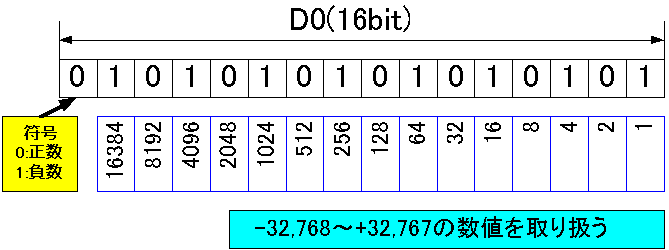 D0(16bit)
0 1 0 1 0 1 0 1 0 1 0 1 0 1 0 1
符号
0:正数
1:負数
16384 8192 4096 2048 1024 512 256 128 64 32 16 8 4 2 1
-32,768～+32,767の数値を取り扱う